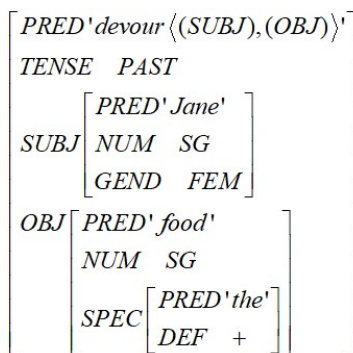 PRED 'devour ⟨(SUBJ),(OBJ)⟩'
TENSE PAST
PRED 'Jane'
SUBJ NUM SG
GEND FEM
OBJ PRED 'food'
NUM SG
PRED 'the'
SPEC
DEF +